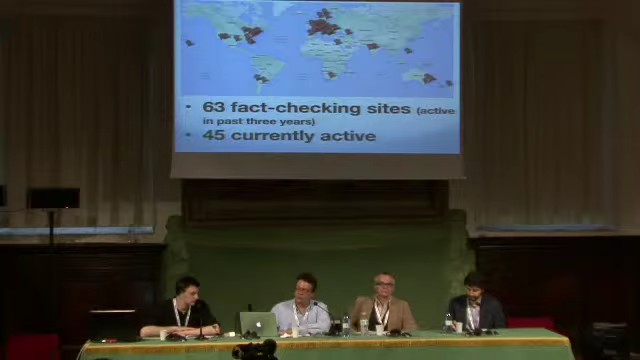 • 63 fact-checking sites (active
in past three years)
• 45 currently active